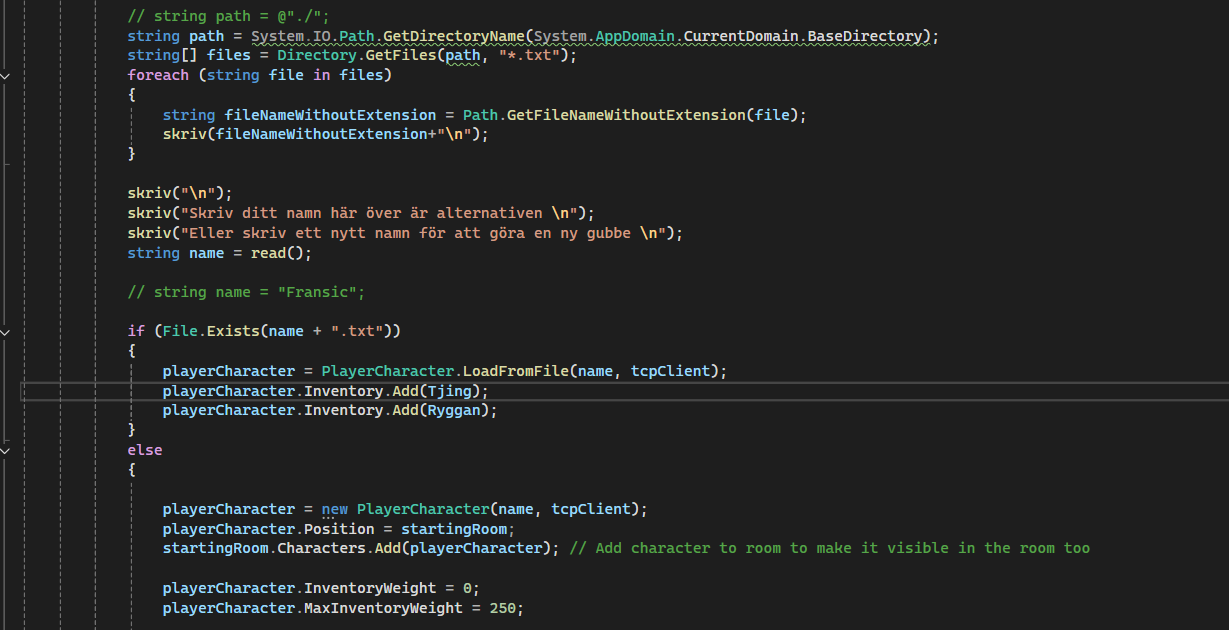 // string path = @"./";
string path = System.IO.Path.GetDirectoryName(System.AppDomain.CurrentDomain.BaseDirectory);
string[] files = Directory.GetFiles(path, "*.txt");
foreach (string file in files)
{
string fileNameWithoutExtension = Path.GetFileNameWithoutExtension(file);
skriv(fileNameWithoutExtension+"\n");
}
skriv("\n");
skriv("Skriv ditt namn här över är alternativen \n");
skriv("Eller skriv ett nytt namn för att göra en ny gubbe \n");
string name = read();
// string name = "Fransic";
if (File.Exists(name + ".txt"))
{
playerCharacter = PlayerCharacter.LoadFromFile(name, tcpClient);
playerCharacter.Inventory.Add(Tjing);
playerCharacter.Inventory.Add(Ryggan);
}
else
{
playerCharacter = new PlayerCharacter(name, tcpClient);
playerCharacter.Position = startingRoom;
startingRoom.Characters.Add(playerCharacter); // Add character to room to make it visible in the room too
playerCharacter.InventoryWeight = 0;
playerCharacter.MaxInventoryWeight = 250;